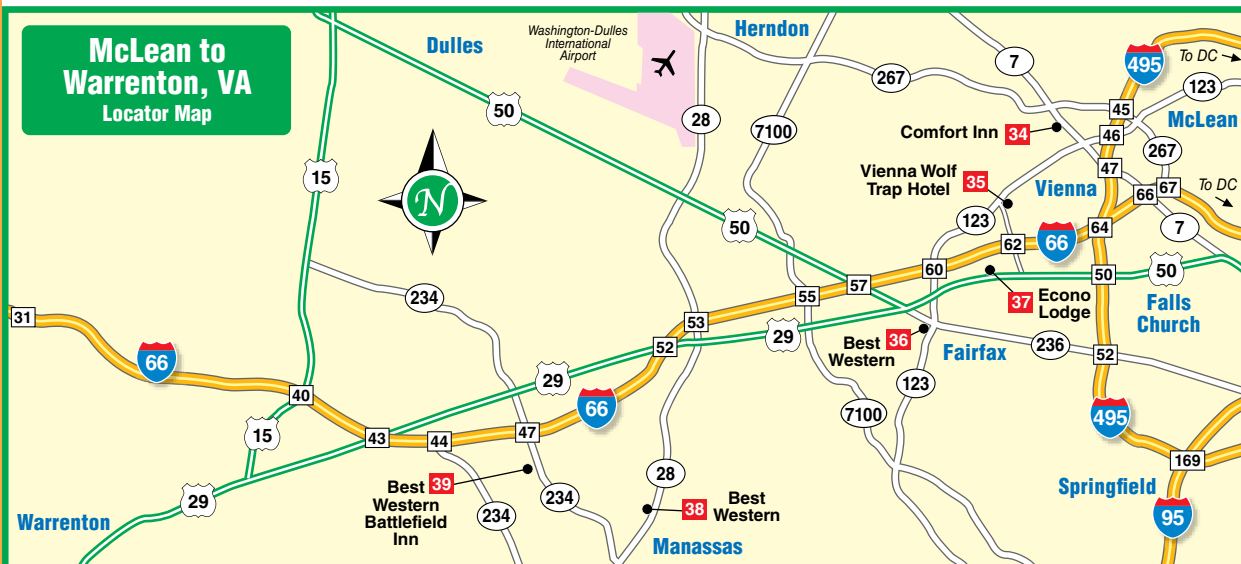 McLean to
Warrenton, VA
Locator Map
Dulles
Washington-Dulles
International
Airport
Herndon
495
To DC
7
267
123
50
28
45
McLean
7100
Comfort Inn 34
46
267
15
Vienna Wolf
Trap Hotel
35
47
Vienna
67
To DC
66
N
123
50
64
7
62
66
60
50
50
234
57
37 Econo
Lodge
Falls
Church
55
31
53
29
Best
Western
36
Fairfax
236
52
52
66
29
123
40
66
7100
495
15
43
44
47
169
28
Springfield
Best
Western
Battlefield
Inn
39
234
29
234
38 Best
Western
95
Warrenton
Manassas